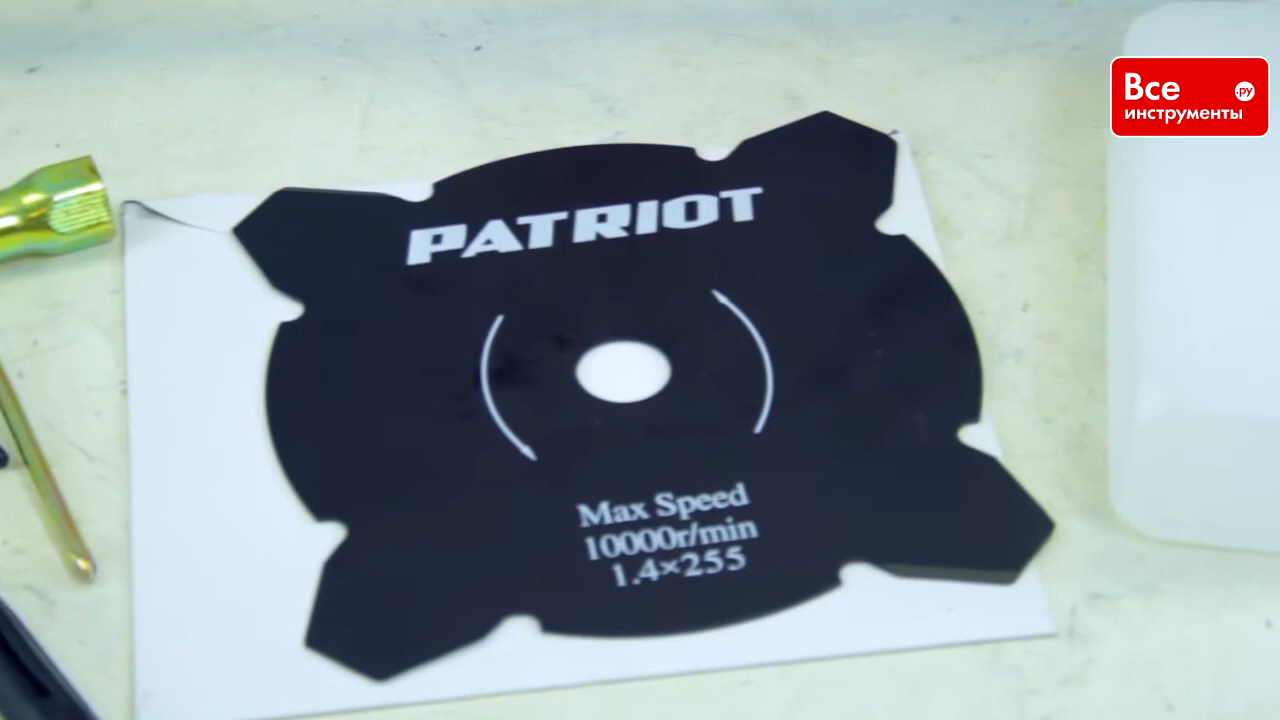 Все
.РУ
инструменты
PATRIOT
Max Speed
10000r/min
1.4×255